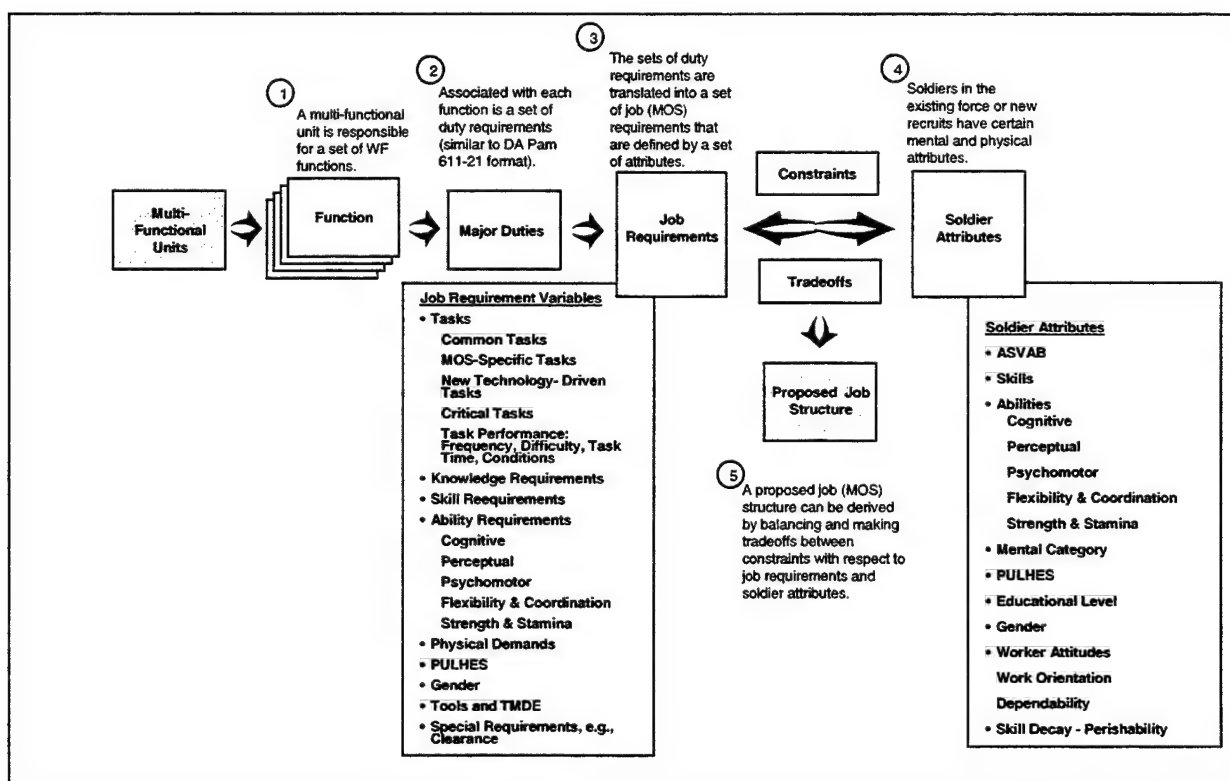 1
A multi-functional
unit is responsible
for a set of WF
functions.
2
Associated with each
function is a set of
duty requirements
(similar to DA Pam
611-21 format).
3
The sets of duty
requirements are
translated into a set
of job (MOS)
requirements that
are defined by a set
of attributes.
4
Soldiers in the
existing force or new
recruits have certain
mental and physical
attributes.
Multi-
Functional
Units
Function
Major Duties
Job
Requirements
Constraints
Tradeoffs
Soldier
Attributes
Proposed Job
Structure
5
A proposed job (MOS)
structure can be derived
by balancing and making
tradeoffs between
constraints with respect to
job requirements and
soldier attributes.
Job Requirement Variables
• Tasks
Common Tasks
MOS-Specific Tasks
New Technology- Driven
Tasks
Critical Tasks
Task Performance:
Frequency, Difficulty, Task
Time, Conditions
• Knowledge Requirements
• Skill Reequirements
• Ability Requirements
Cognitive
Perceptual
Psychomotor
Flexibility & Coordination
Strength & Stamina
• Physical Demands
• PULHES
• Gender
• Tools and TMDE
• Special Requirements, e.g.,
Clearance
Soldier Attributes
• ASVAB
• Skills
• Abilities
Cognitive
Perceptual
Psychomotor
Flexibility & Coordination
Strength & Stamina
• Mental Category
• PULHES
• Educational Level
• Gender
• Worker Attitudes
Work Orientation
Dependability
• Skill Decay - Perishability